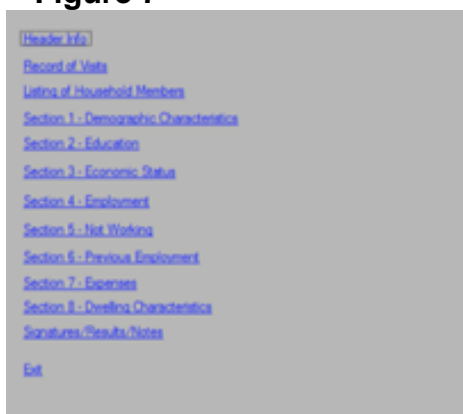 Figure
Header Info
Record of Visits
Listing of Household Members
Section 1 - Demographic Characteristics
Section 2 - Education
Section 3 - Economic Status
Section 4 - Employment
Section 5 - Not Working
Section 6 - Previous Employment
Section 7 - Expenses
Section 8 - Dwelling Characteristics
Signatures/Results/Notes
Exit